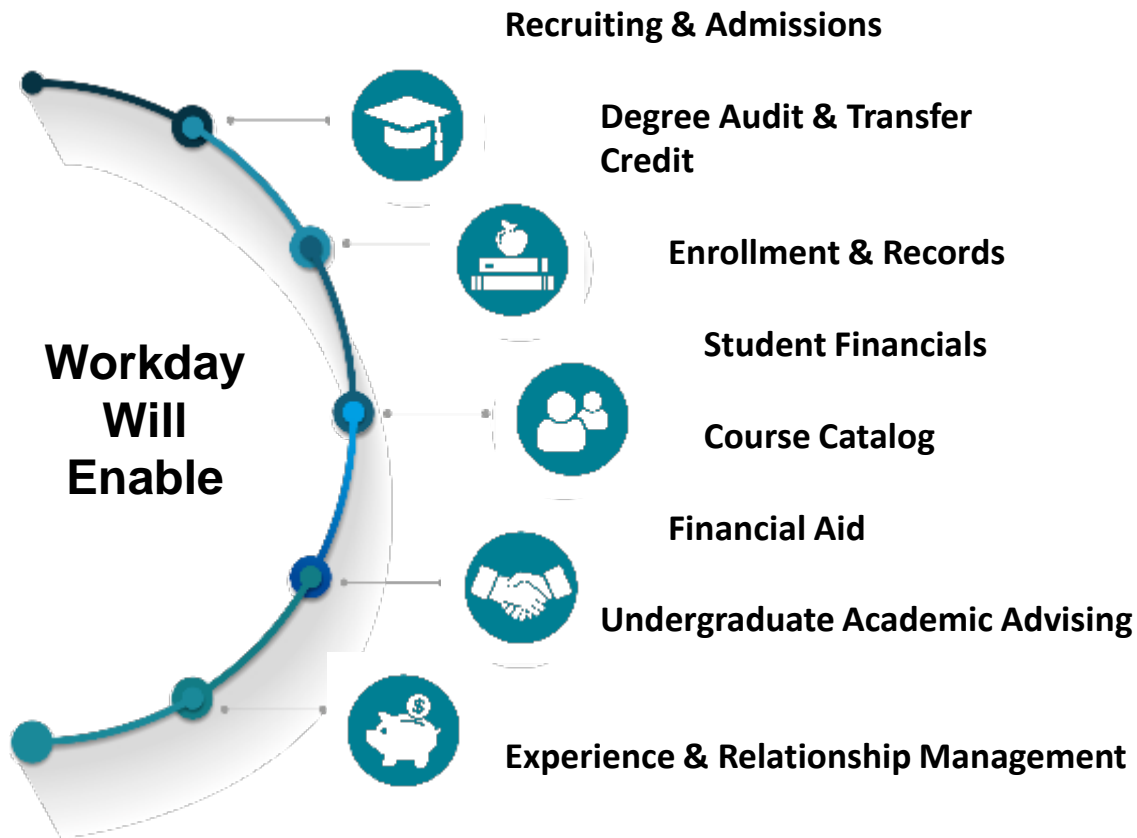 Recruiting & Admissions
Degree Audit & Transfer
Credit
Enrollment & Records
Student Financials
Workday
Will
Enable
Course Catalog
Financial Aid
Undergraduate Academic Advising
$
Experience & Relationship Management